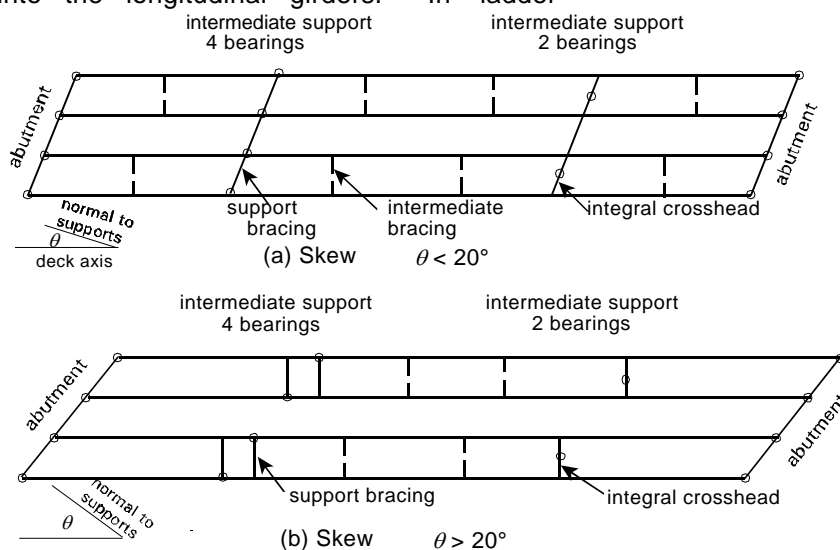 into the longitudinal girders. In ladder
intermediate support
4 bearings
intermediate support
2 bearings
abutment
abutment
normal to
supports
θ
deck axis
support
bracing
intermediate
bracing
integral crosshead
(a) Skew θ < 20°
intermediate support
4 bearings
intermediate support
2 bearings
abutment
abutment
normal to
supports
θ
support bracing
integral crosshead
(b) Skew θ > 20°